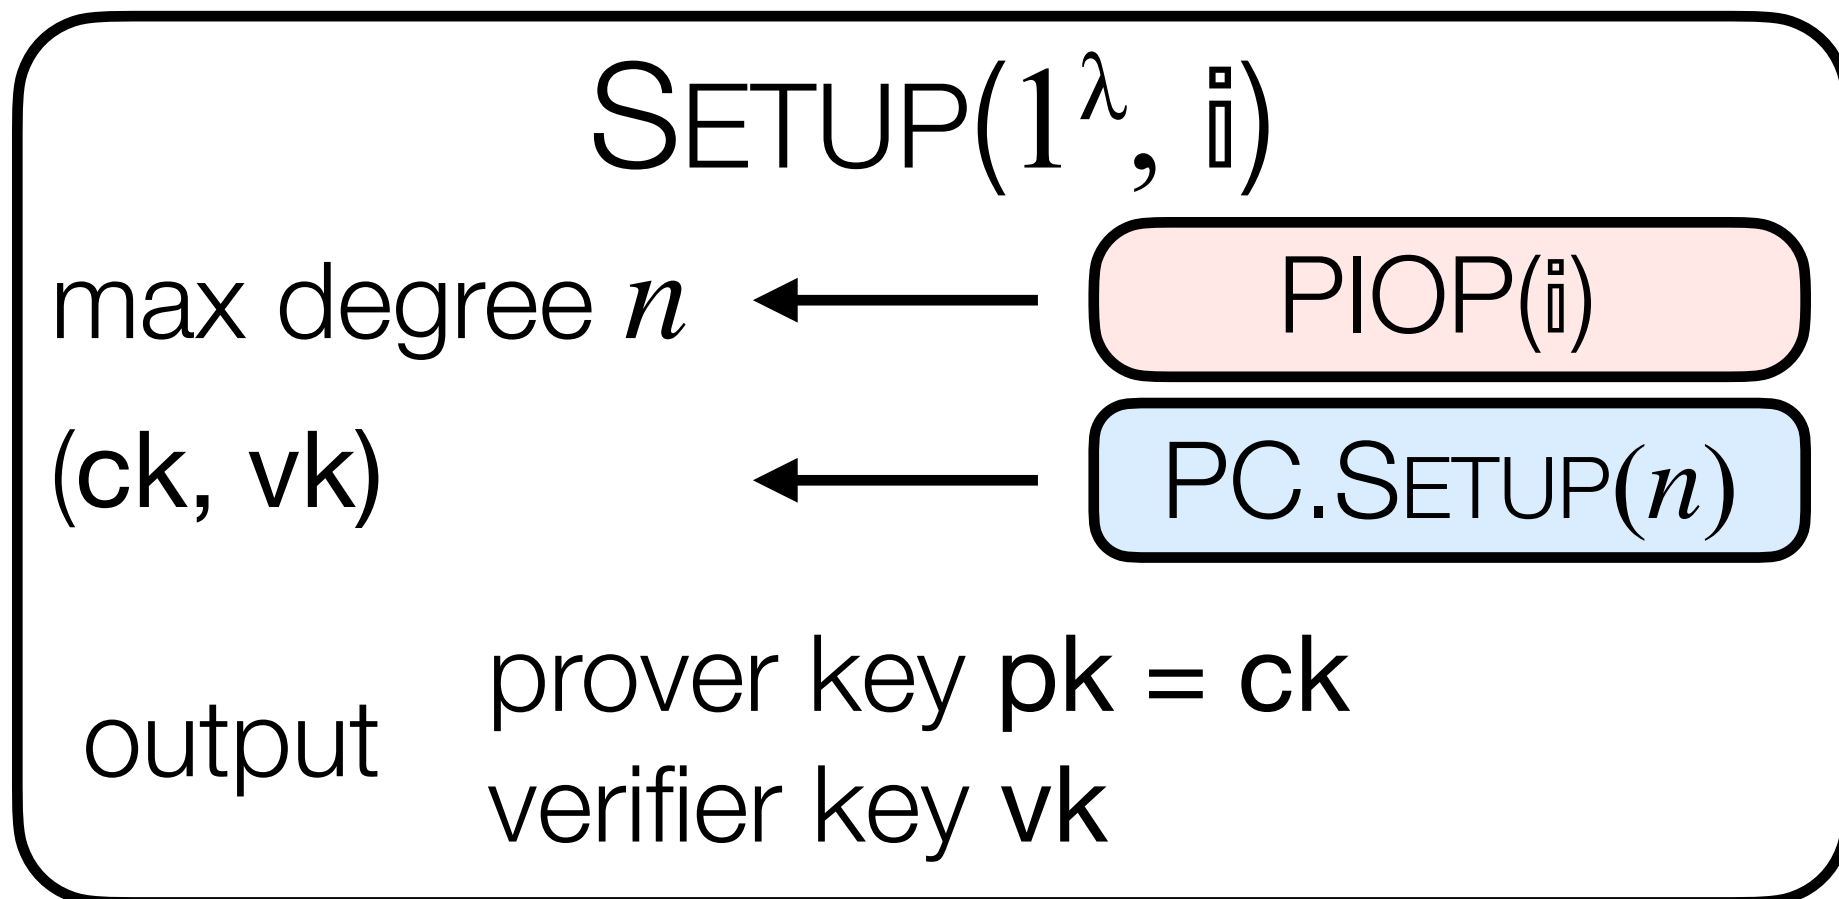 SETUP(1^λ, 𝕚)
max degree n ← PIOP(𝕚)
(ck, vk) ← PC.SETUP(n)
prover key pk = ck
output
verifier key vk